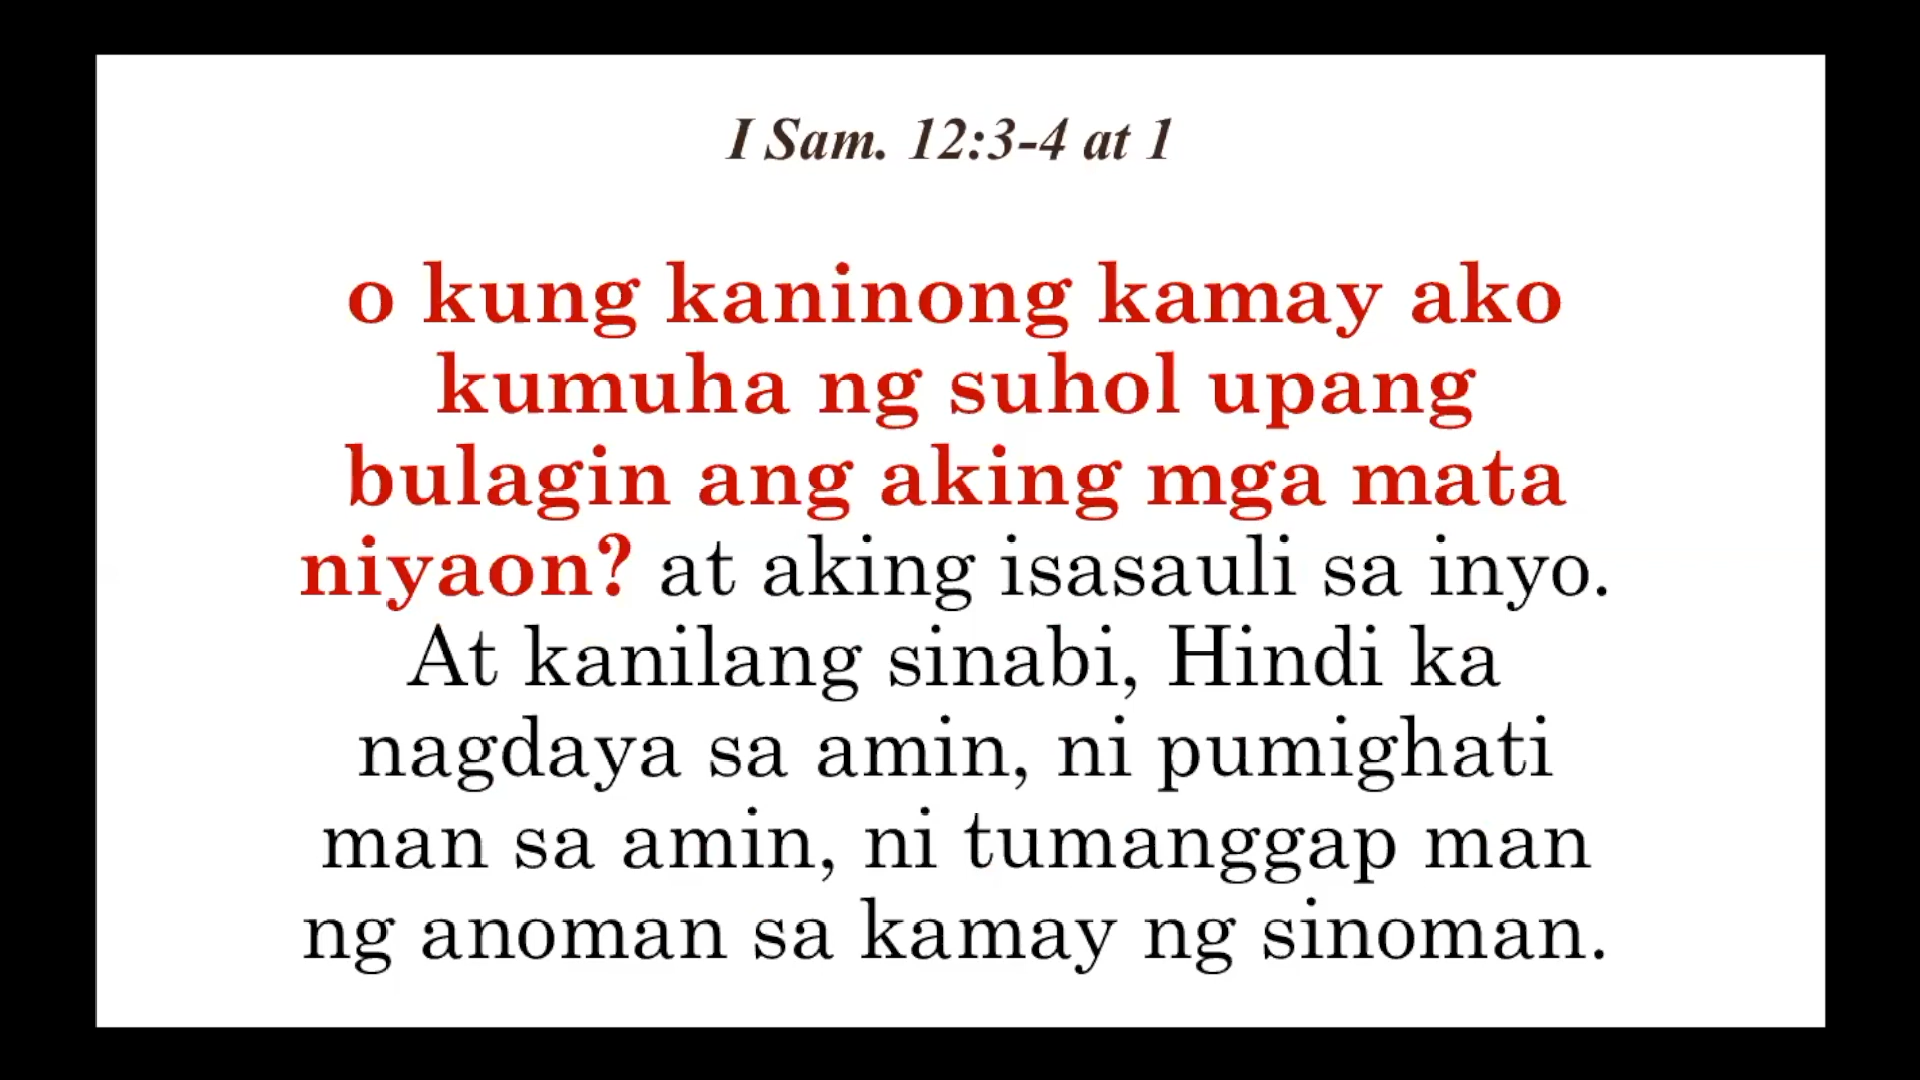 I Sam. 12:3-4 at 1
o kung kaninong kamay ako
kumuha ng suhol upang
bulagin ang aking mga mata
niyaon? at aking isasauli sa inyo.
At kanilang sinabi, Hindi ka
nagdaya sa amin, ni pumighati
man sa amin, ni tumanggap man
ng anoman sa kamay ng sinoman.